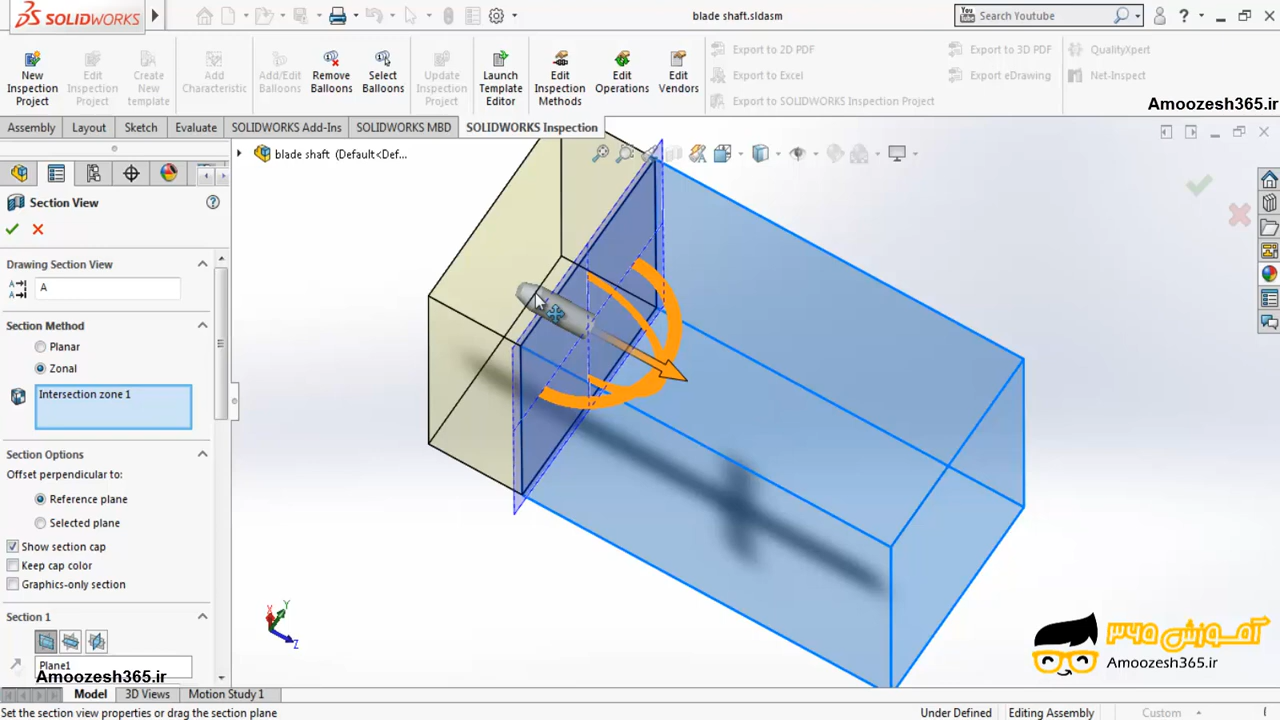 SOLIDWORKS
blade shaft.sldasm
You Tube
Search Youtube
?
New Inspection Project
Edit Inspection Project
Create New template
Add Characteristic
Add/Edit Balloons
Remove Balloons
Select Balloons
Update Inspection Project
Launch Template Editor
Edit Inspection Methods
Edit Operations
Edit Vendors
Export to 2D PDF
Export to Excel
Export to SOLIDWORKS Inspection Project
Export to 3D PDF
Export eDrawing
QualityXpert
Net-Inspect
Amoozesh365.ir
Assembly
Layout
Sketch
Evaluate
SOLIDWORKS Add-Ins
SOLIDWORKS MBD
SOLIDWORKS Inspection
blade shaft (Default<Def...
Section View
?
Drawing Section View
A
Section Method
Planar
Zonal
Intersection zone 1
Section Options
Offset perpendicular to:
Reference plane
Selected plane
Show section cap
Keep cap color
Graphics-only section
Section 1
Plane1
Amoozesh365.ir
X
Y
Z
آموزش ۳۶۵
Amoozesh365.ir
Model
3D Views
Motion Study 1
Set the section view properties or drag the section plane
Under Defined
Editing Assembly
Custom